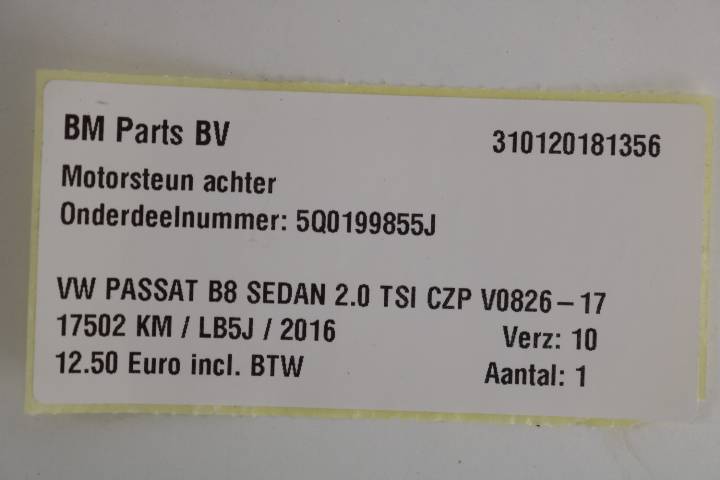 BM Parts BV 310120181356
Motorsteun achter
Onderdeelnummer: 5Q0199855J
VW PASSAT B8 SEDAN 2.0 TSI CZP V0826-17
17502 KM / LB5J / 2016 Verz: 10
12.50 Euro incl. BTW Aantal: 1